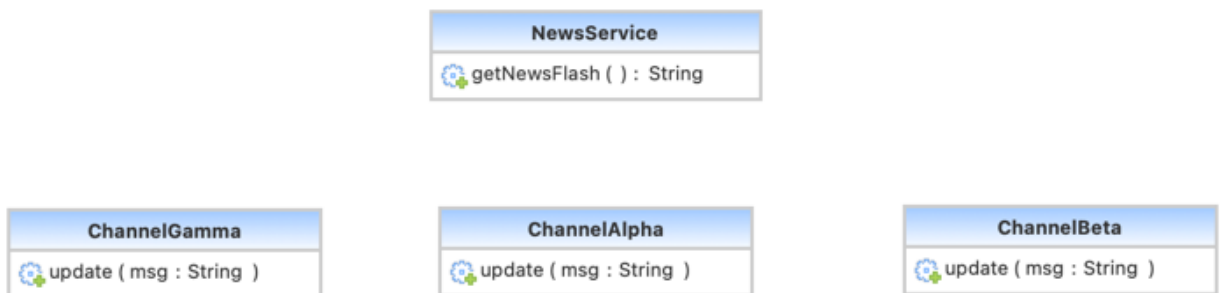 NewsService
getNewsFlash ( ) : String
ChannelGamma
update ( msg : String )
ChannelAlpha
update ( msg : String )
ChannelBeta
update ( msg : String )